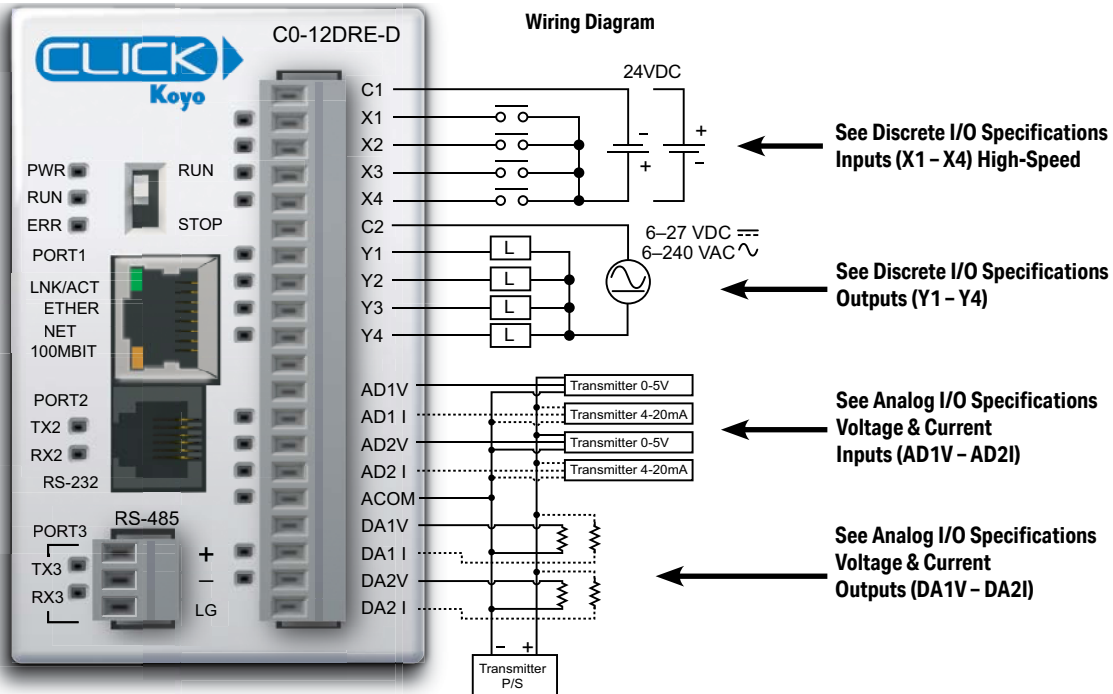 Wiring Diagram
C0-12DRE-D
CLICK
Koyo
PWR
RUN
ERR
RUN
STOP
PORT1
LNK/ACT
ETHER
NET
100MBIT
PORT2
TX2
RX2
RS-232
PORT3
RS-485
TX3
RX3
+
–
LG
C1
X1
X2
X3
X4
C2
Y1
Y2
Y3
Y4
AD1V
AD1 I
AD2V
AD2 I
ACOM
DA1V
DA1 I
DA2V
DA2 I
24VDC
–
+
+
–
L
L
L
L
6–27 VDC
6–240 VAC
Transmitter 0-5V
Transmitter 4-20mA
Transmitter 0-5V
Transmitter 4-20mA
– +
Transmitter
P/S
See Discrete I/O Specifications
Inputs (X1 – X4) High-Speed
See Discrete I/O Specifications
Outputs (Y1 – Y4)
See Analog I/O Specifications
Voltage & Current
Inputs (AD1V – AD2I)
See Analog I/O Specifications
Voltage & Current
Outputs (DA1V – DA2I)